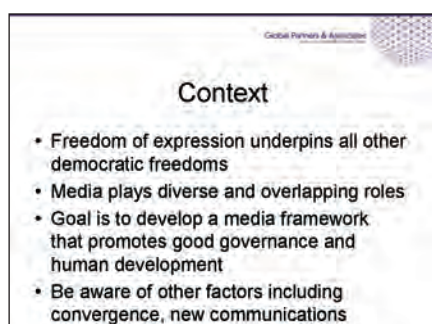 Global Partners & Associates
Context
• Freedom of expression underpins all other
democratic freedoms
• Media plays diverse and overlapping roles
• Goal is to develop a media framework
that promotes good governance and
human development
• Be aware of other factors including
convergence, new communications